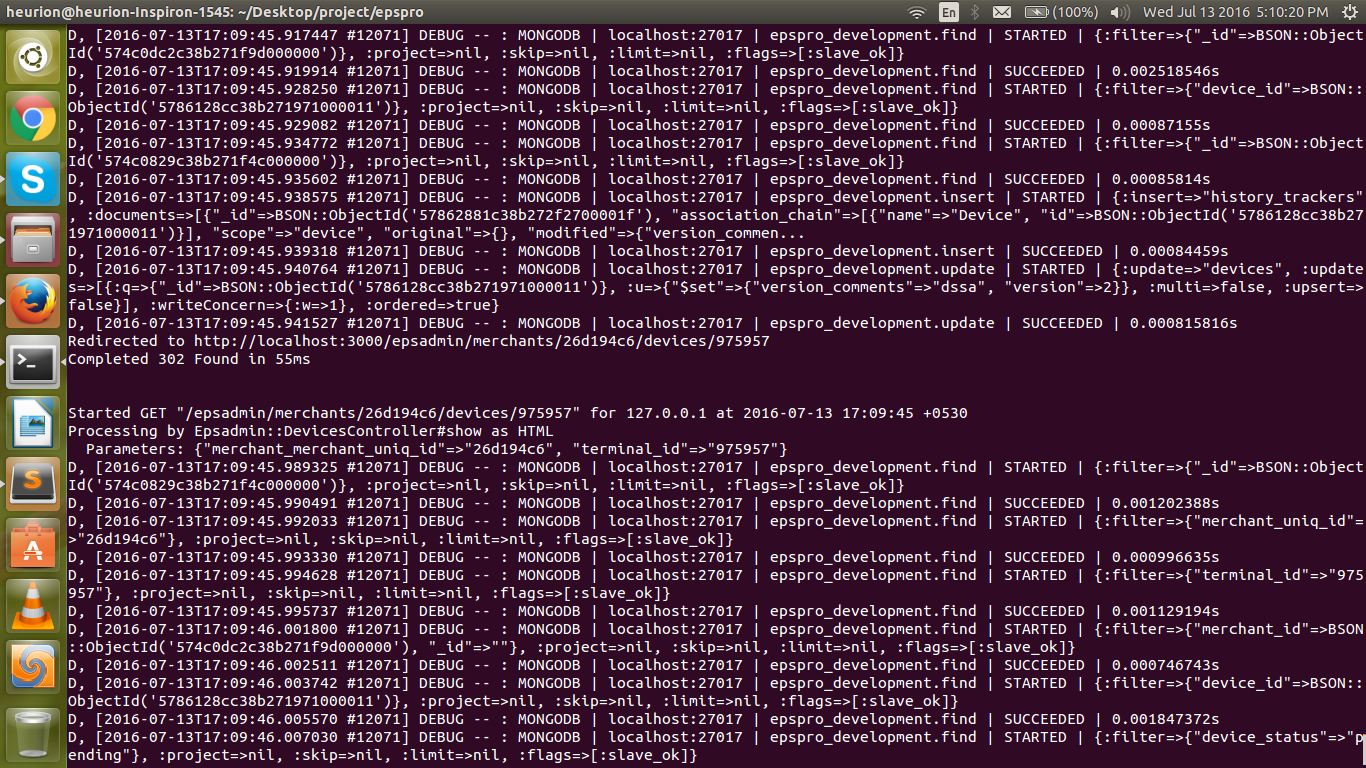 heurion@heurion-Inspiron-1545: ~/Desktop/project/epspro
En (100%) Wed Jul 13 2016 5:10:20 PM
D, [2016-07-13T17:09:45.917447 #12071] DEBUG -- : MONGODB | localhost:27017 | epspro_development.find | STARTED | {:filter=>{"_id"=>BSON::Object
Id('574c0dc2c38b271f9d000000')}, :project=>nil, :skip=>nil, :limit=>nil, :flags=>[:slave_ok]}
D, [2016-07-13T17:09:45.919914 #12071] DEBUG -- : MONGODB | localhost:27017 | epspro_development.find | SUCCEEDED | 0.002518546s
D, [2016-07-13T17:09:45.928250 #12071] DEBUG -- : MONGODB | localhost:27017 | epspro_development.find | STARTED | {:filter=>{"device_id"=>BSON::
ObjectId('5786128cc38b271971000011')}, :project=>nil, :skip=>nil, :limit=>nil, :flags=>[:slave_ok]}
D, [2016-07-13T17:09:45.929082 #12071] DEBUG -- : MONGODB | localhost:27017 | epspro_development.find | SUCCEEDED | 0.00087155s
D, [2016-07-13T17:09:45.934772 #12071] DEBUG -- : MONGODB | localhost:27017 | epspro_development.find | STARTED | {:filter=>{"_id"=>BSON::Object
Id('574c0829c38b271f4c000000')}, :project=>nil, :skip=>nil, :limit=>nil, :flags=>[:slave_ok]}
D, [2016-07-13T17:09:45.935602 #12071] DEBUG -- : MONGODB | localhost:27017 | epspro_development.find | SUCCEEDED | 0.00085814s
D, [2016-07-13T17:09:45.938575 #12071] DEBUG -- : MONGODB | localhost:27017 | epspro_development.insert | STARTED | {:insert=>"history_trackers"
, :documents=>[{"_id"=>BSON::ObjectId('57862881c38b272f2700001f'), "association_chain"=>[{"name"=>"Device", "id"=>BSON::ObjectId('5786128cc38b27
1971000011')}], "scope"=>"device", "original"=>{}, "modified"=>{"version_commen...
D, [2016-07-13T17:09:45.939318 #12071] DEBUG -- : MONGODB | localhost:27017 | epspro_development.insert | SUCCEEDED | 0.00084459s
D, [2016-07-13T17:09:45.940764 #12071] DEBUG -- : MONGODB | localhost:27017 | epspro_development.update | STARTED | {:update=>"devices", :update
s=>[{:q=>{"_id"=>BSON::ObjectId('5786128cc38b271971000011')}, :u=>{"$set"=>{"version_comments"=>"dssa", "version"=>2}}, :multi=>false, :upsert=>
false}], :writeConcern=>{:w=>1}, :ordered=>true}
D, [2016-07-13T17:09:45.941527 #12071] DEBUG -- : MONGODB | localhost:27017 | epspro_development.update | SUCCEEDED | 0.000815816s
Redirected to http://localhost:3000/epsadmin/merchants/26d194c6/devices/975957
Completed 302 Found in 55ms
Started GET "/epsadmin/merchants/26d194c6/devices/975957" for 127.0.0.1 at 2016-07-13 17:09:45 +0530
Processing by Epsadmin::DevicesController#show as HTML
Parameters: {"merchant_merchant_uniq_id"=>"26d194c6", "terminal_id"=>"975957"}
D, [2016-07-13T17:09:45.989325 #12071] DEBUG -- : MONGODB | localhost:27017 | epspro_development.find | STARTED | {:filter=>{"_id"=>BSON::Object
Id('574c0829c38b271f4c000000')}, :project=>nil, :skip=>nil, :limit=>nil, :flags=>[:slave_ok]}
D, [2016-07-13T17:09:45.990491 #12071] DEBUG -- : MONGODB | localhost:27017 | epspro_development.find | SUCCEEDED | 0.001202388s
D, [2016-07-13T17:09:45.992033 #12071] DEBUG -- : MONGODB | localhost:27017 | epspro_development.find | STARTED | {:filter=>{"merchant_uniq_id"=
>"26d194c6"}, :project=>nil, :skip=>nil, :limit=>nil, :flags=>[:slave_ok]}
D, [2016-07-13T17:09:45.993330 #12071] DEBUG -- : MONGODB | localhost:27017 | epspro_development.find | SUCCEEDED | 0.000996635s
D, [2016-07-13T17:09:45.994628 #12071] DEBUG -- : MONGODB | localhost:27017 | epspro_development.find | STARTED | {:filter=>{"terminal_id"=>"975
957"}, :project=>nil, :skip=>nil, :limit=>nil, :flags=>[:slave_ok]}
D, [2016-07-13T17:09:45.995737 #12071] DEBUG -- : MONGODB | localhost:27017 | epspro_development.find | SUCCEEDED | 0.001129194s
D, [2016-07-13T17:09:46.001800 #12071] DEBUG -- : MONGODB | localhost:27017 | epspro_development.find | STARTED | {:filter=>{"merchant_id"=>BSON
::ObjectId('574c0dc2c38b271f9d000000'), "_id"=>""}, :project=>nil, :skip=>nil, :limit=>nil, :flags=>[:slave_ok]}
D, [2016-07-13T17:09:46.002511 #12071] DEBUG -- : MONGODB | localhost:27017 | epspro_development.find | SUCCEEDED | 0.000746743s
D, [2016-07-13T17:09:46.003742 #12071] DEBUG -- : MONGODB | localhost:27017 | epspro_development.find | STARTED | {:filter=>{"device_id"=>BSON::
ObjectId('5786128cc38b271971000011')}, :project=>nil, :skip=>nil, :limit=>nil, :flags=>[:slave_ok]}
D, [2016-07-13T17:09:46.005570 #12071] DEBUG -- : MONGODB | localhost:27017 | epspro_development.find | SUCCEEDED | 0.001847372s
D, [2016-07-13T17:09:46.007030 #12071] DEBUG -- : MONGODB | localhost:27017 | epspro_development.find | STARTED | {:filter=>{"device_status"=>"p
ending"}, :project=>nil, :skip=>nil, :limit=>nil, :flags=>[:slave_ok]}